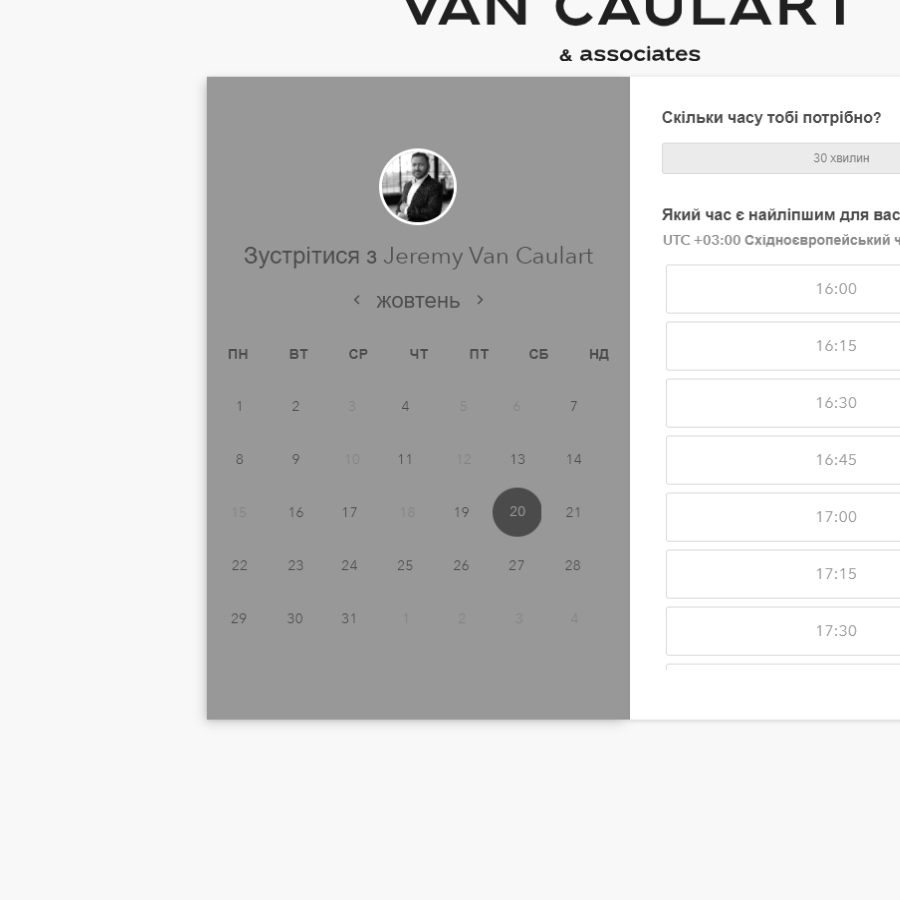 VAN CAULART
& associates
Зустрітися з Jeremy Van Caulart
жовтень
ПН ВТ СР ЧТ ПТ СБ НД
1 2 3 4 5 6 7
8 9 10 11 12 13 14
15 16 17 18 19 20 21
22 23 24 25 26 27 28
29 30 31 1 2 3 4
Скільки часу тобі потрібно?
30 хвилин
Який час є найліпшим для вас
UTC +03:00 Східноєвропейський ч
16:00
16:15
16:30
16:45
17:00
17:15
17:30